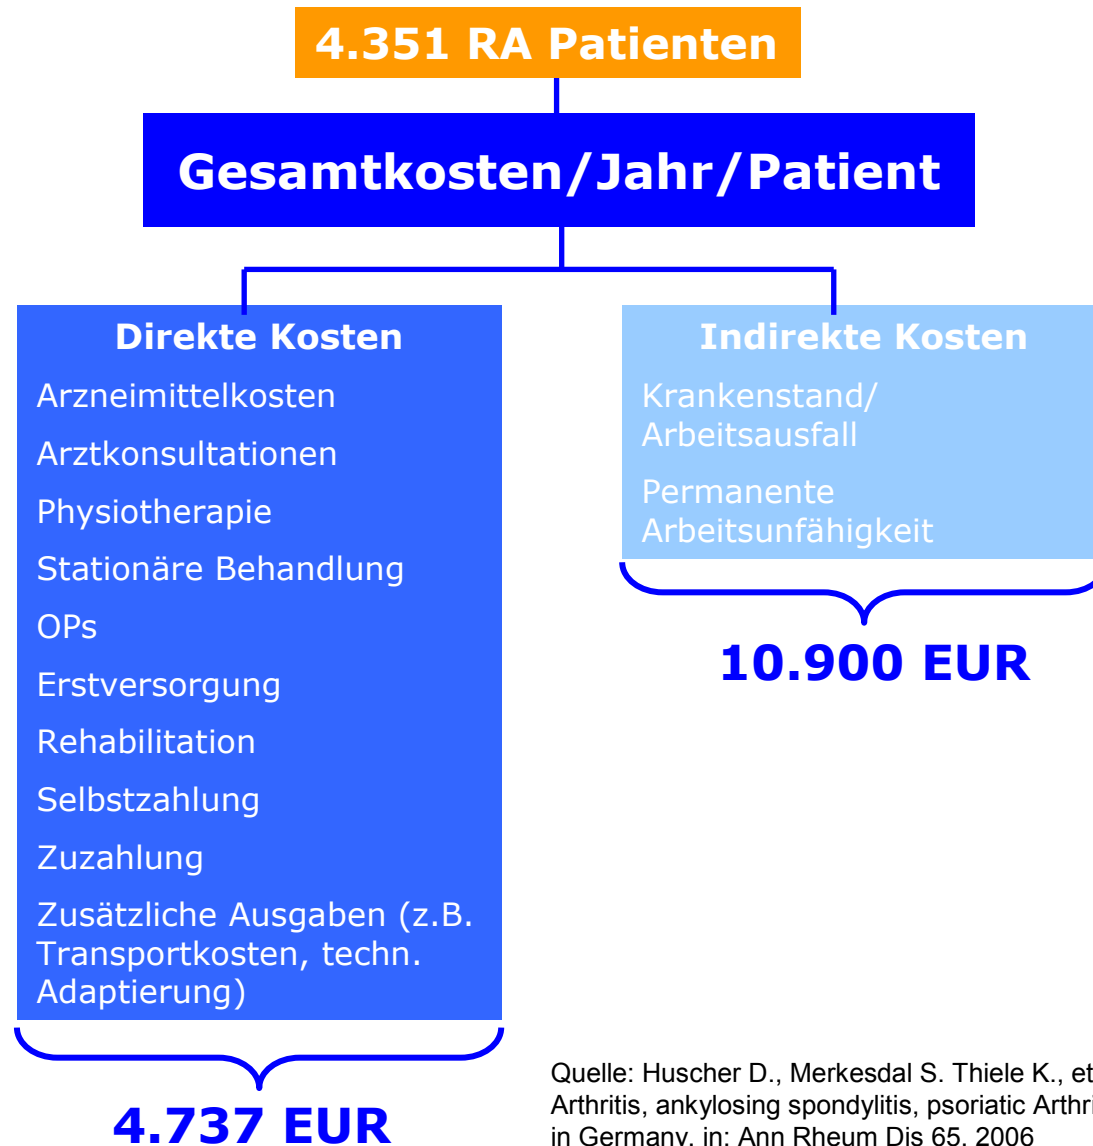 4.351 RA Patienten
Gesamtkosten/Jahr/Patient
Direkte Kosten
Arzneimittelkosten
Arztkonsultationen
Physiotherapie
Stationäre Behandlung
OPs
Erstversorgung
Rehabilitation
Selbstzahlung
Zuzahlung
Zusätzliche Ausgaben (z.B.
Transportkosten, techn.
Adaptierung)
4.737 EUR
Indirekte Kosten
Krankenstand/
Arbeitsausfall
Permanente
Arbeitsunfähigkeit
10.900 EUR
Quelle: Huscher D., Merkesdal S. Thiele K., et
Arthritis, ankylosing spondylitis, psoriatic Arthri
in Germany, in: Ann Rheum Dis 65, 2006